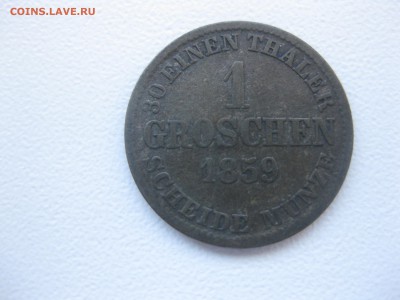 COINS.LAVE.RU
30 EINEN THALER
1
GROSCHEN
1859
SCHEIDE MÜNZE